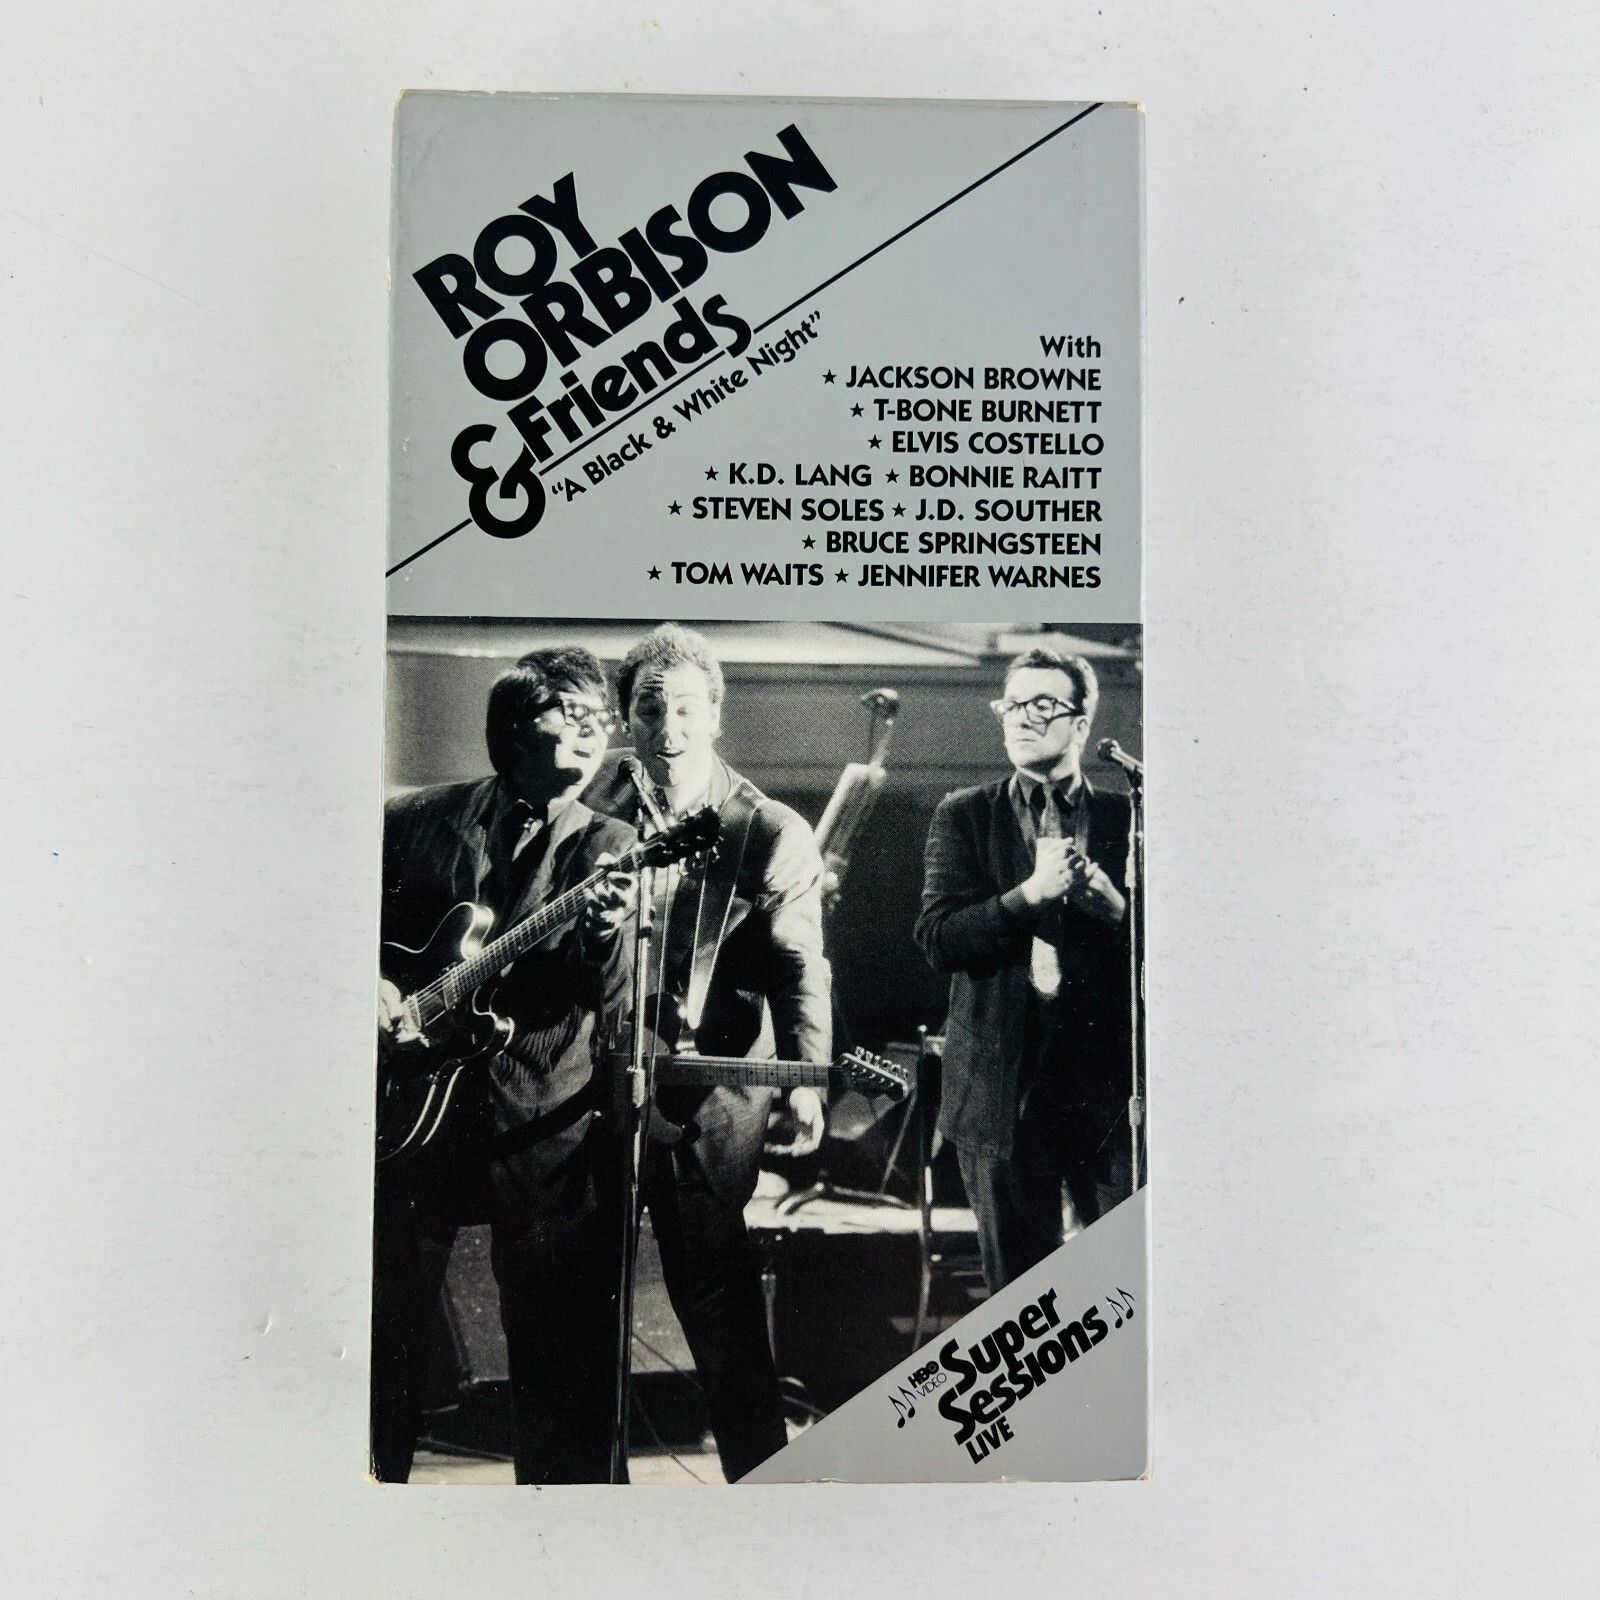 ROY
ORBISON
& Friends
“A Black & White Night”
With
★ JACKSON BROWNE
★ T-BONE BURNETT
★ ELVIS COSTELLO
★ K.D. LANG ★ BONNIE RAITT
★ STEVEN SOLES ★ J.D. SOUTHER
★ BRUCE SPRINGSTEEN
★ TOM WAITS ★ JENNIFER WARNES
HBO
VIDEO
Super
Sessions
LIVE